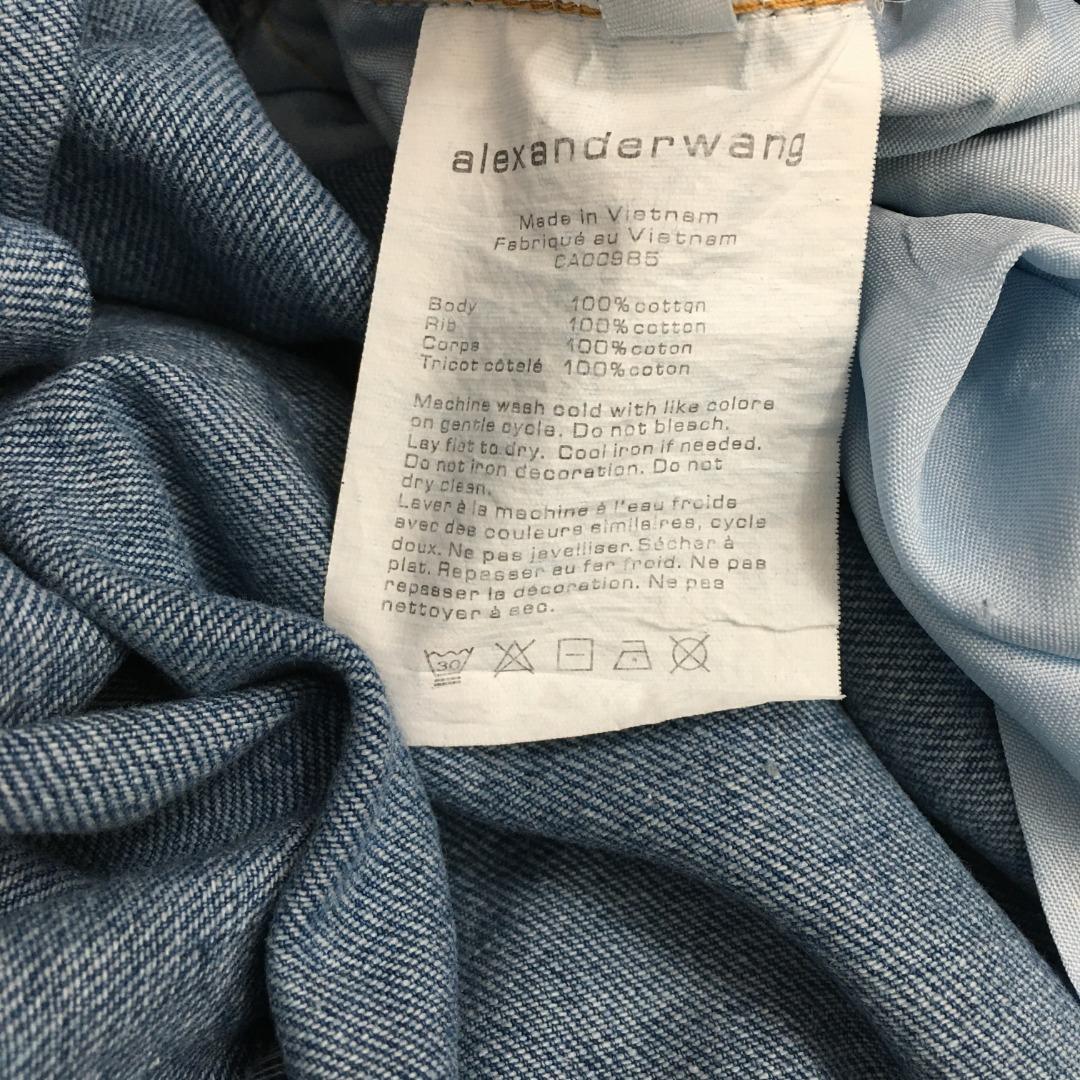 alexanderwang
Made in Vietnam
Fabriqué au Vietnam
CA00985
Body 100% cotton
Rib 100% cotton
Corps 100% coton
Tricot côtelé 100% coton
Machine wash cold with like colors
on gentle cycle. Do not bleach.
Lay flat to dry. Cool iron if needed.
Do not iron decoration. Do not
dry clean.
Laver à la machine à l'eau froide
avec des couleurs similaires, cycle
doux. Ne pas javelliser. Sécher à
plat. Repasser au fer froid. Ne pas
repasser la décoration. Ne pas
nettoyer à sec.
30